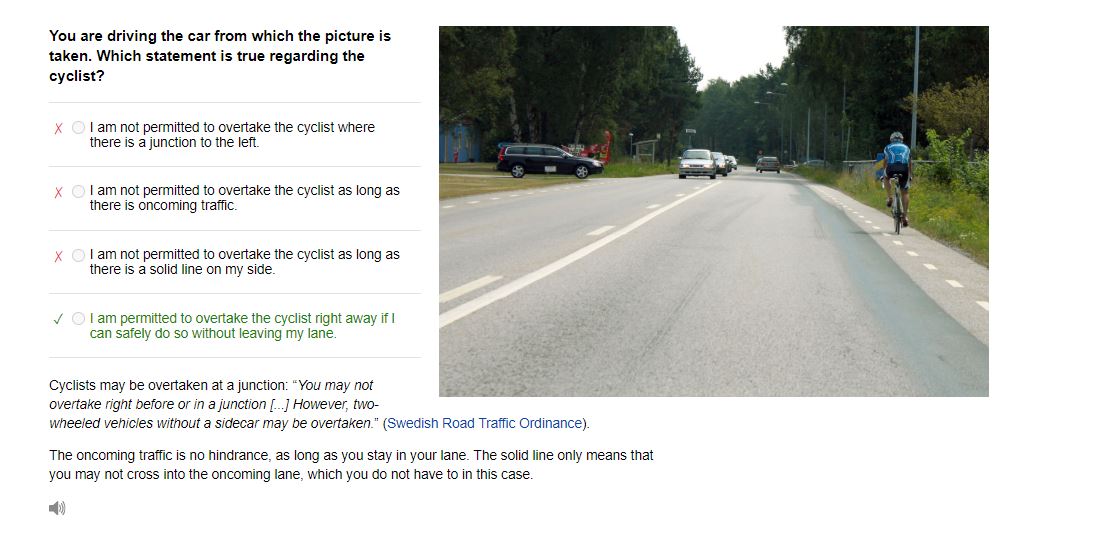 You are driving the car from which the picture is
taken. Which statement is true regarding the
cyclist?
I am not permitted to overtake the cyclist where
there is a junction to the left.
I am not permitted to overtake the cyclist as long as
there is oncoming traffic.
I am not permitted to overtake the cyclist as long as
there is a solid line on my side.
I am permitted to overtake the cyclist right away if I
can safely do so without leaving my lane.
Cyclists may be overtaken at a junction: “You may not
overtake right before or in a junction [...] However, two-
wheeled vehicles without a sidecar may be overtaken.” (Swedish Road Traffic Ordinance).
The oncoming traffic is no hindrance, as long as you stay in your lane. The solid line only means that
you may not cross into the oncoming lane, which you do not have to in this case.